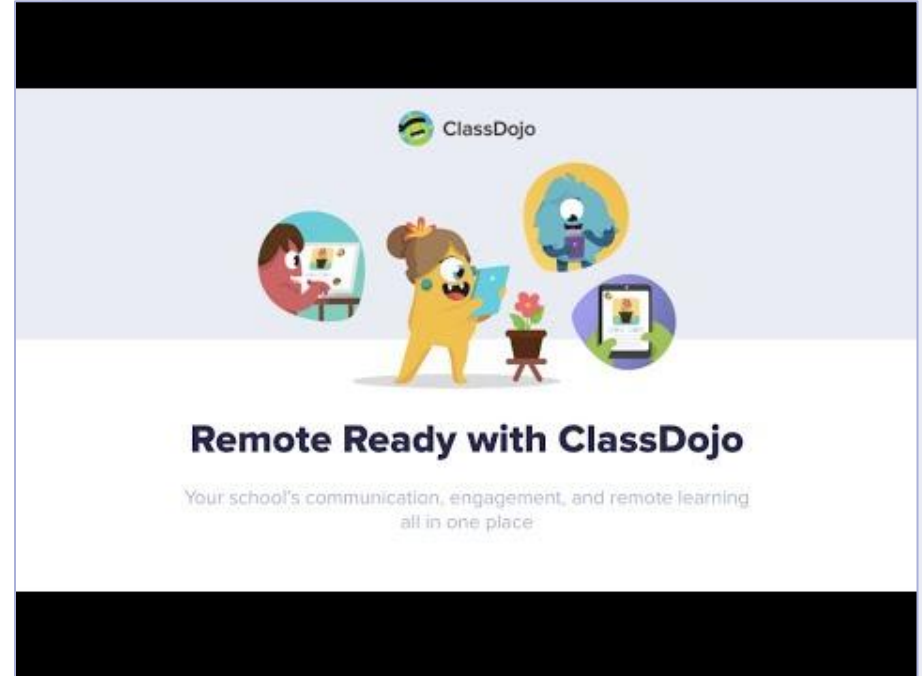 ClassDojo
Remote Ready with ClassDojo
Your school's communication, engagement, and remote learning
all in one place